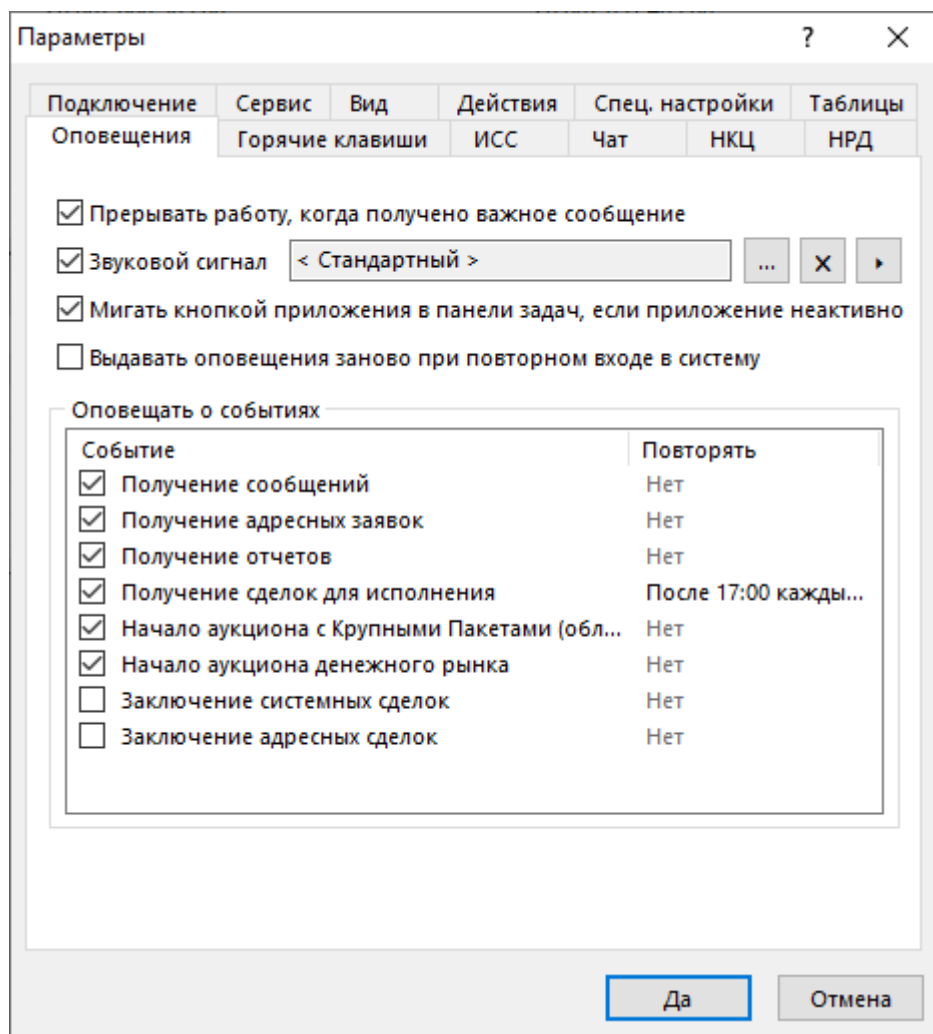 Параметры ?
Подключение Сервис Вид Действия Спец. настройки Таблицы
Оповещения Горячие клавиши ИСС Чат НКЦ НРД
Прерывать работу, когда получено важное сообщение
Звуковой сигнал < Стандартный > ...
Мигать кнопкой приложения в панели задач, если приложение неактивно
Выдавать оповещения заново при повторном входе в систему
Оповещать о событиях
Событие Повторять
Получение сообщений Нет
Получение адресных заявок Нет
Получение отчетов Нет
Получение сделок для исполнения После 17:00 кажды...
Начало аукциона с Крупными Пакетами (обл... Нет
Начало аукциона денежного рынка Нет
Заключение системных сделок Нет
Заключение адресных сделок Нет
Да Отмена